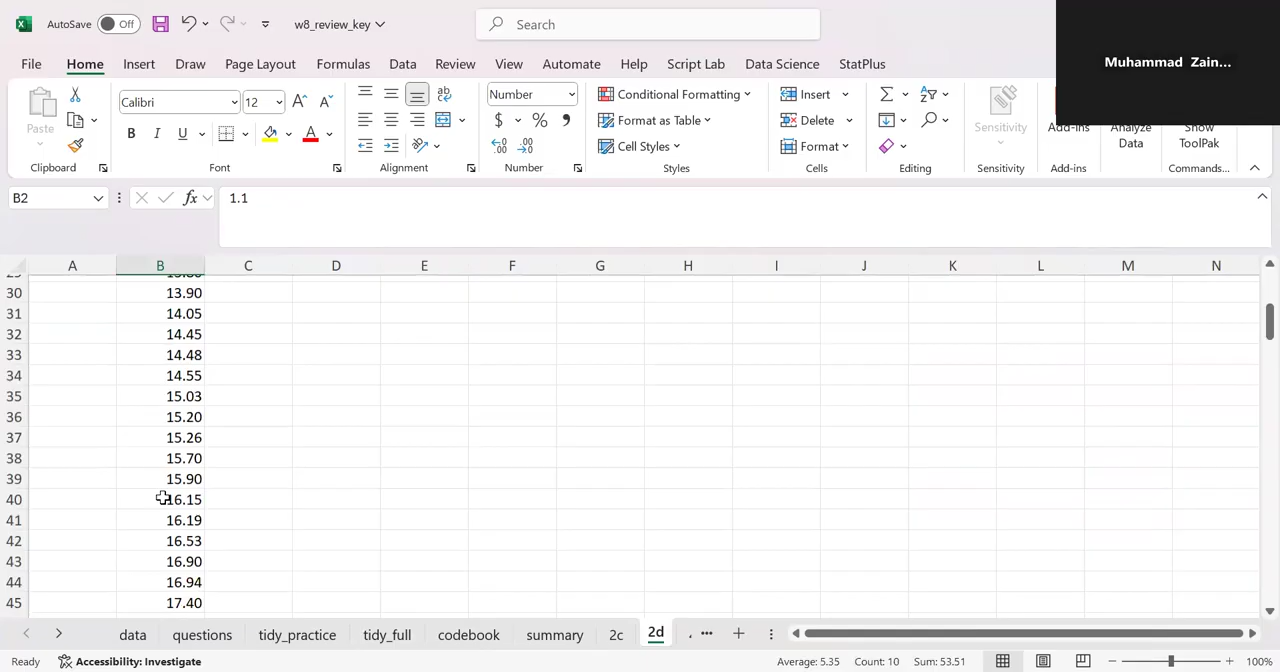 AutoSave Off w8_review_key Search
Muhammad Zain...
File Home Insert Draw Page Layout Formulas Data Review View Automate Help Script Lab Data Science StatPlus
Calibri 12 Number Conditional Formatting Insert
Paste Format as Table Delete Sensitivity Add-ins Analyze Data Show ToolPak
B I U A $ % 9 Cell Styles Format
Clipboard Font Alignment Number Styles Cells Editing Sensitivity Add-ins Commands...
B2 fx 1.1
A B C D E F G H I J K L M N
30 13.90
31 14.05
32 14.45
33 14.48
34 14.55
35 15.03
36 15.20
37 15.26
38 15.70
39 15.90
40 16.15
41 16.19
42 16.53
43 16.90
44 16.94
45 17.40
data questions tidy_practice tidy_full codebook summary 2c 2d
Ready Accessibility: Investigate Average: 5.35 Count: 10 Sum: 53.51 100%